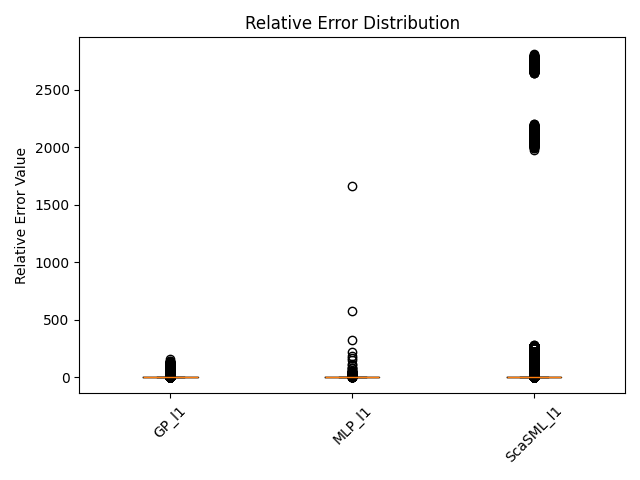 Relative Error Distribution
Relative Error Value
2500
2000
1500
1000
500
0
GP_l1
MLP_l1
ScaSML_l1